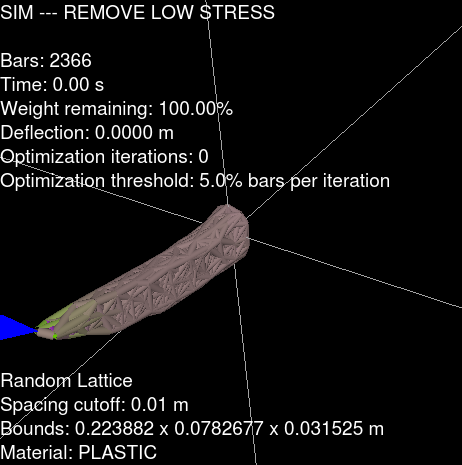 SIM --- REMOVE LOW STRESS
Bars: 2366
Time: 0.00 s
Weight remaining: 100.00%
Deflection: 0.0000 m
Optimization iterations: 0
Optimization threshold: 5.0% bars per iteration
Random Lattice
Spacing cutoff: 0.01 m
Bounds: 0.223882 x 0.0782677 x 0.031525 m
Material: PLASTIC